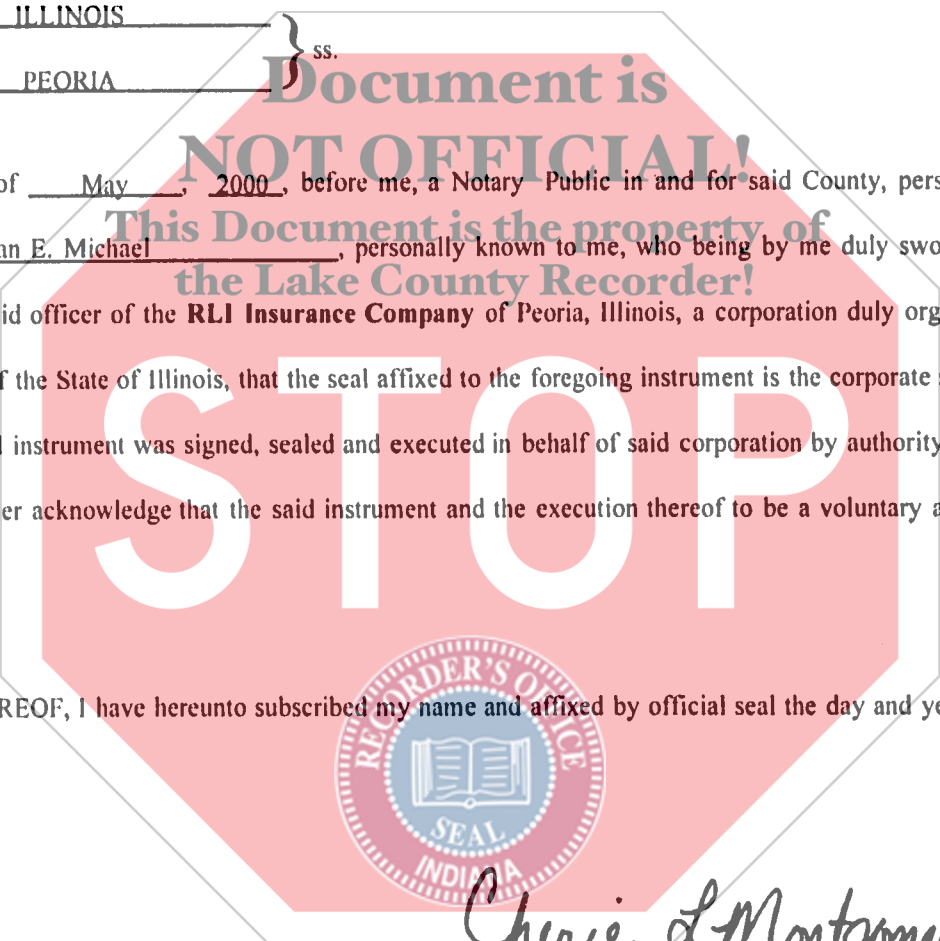 ILLINOIS
ss.
PEORIA
Document is
NOT OFFICIAL!
of May, 2000, before me, a Notary Public in and for said County, pers
This Document is the property of
an E. Michael, personally known to me, who being by me duly swo
the Lake County Recorder!
id officer of the RLI Insurance Company of Peoria, Illinois, a corporation duly org
f the State of Illinois, that the seal affixed to the foregoing instrument is the corporate
STOP
instrument was signed, sealed and executed in behalf of said corporation by authority
er acknowledge that the said instrument and the execution thereof to be a voluntary a
REOF, I have hereunto subscribed my name and affixed by official seal the day and ye
RECORDER'S OFFICE
SEAL
INDIANA
Cherie L Montgome